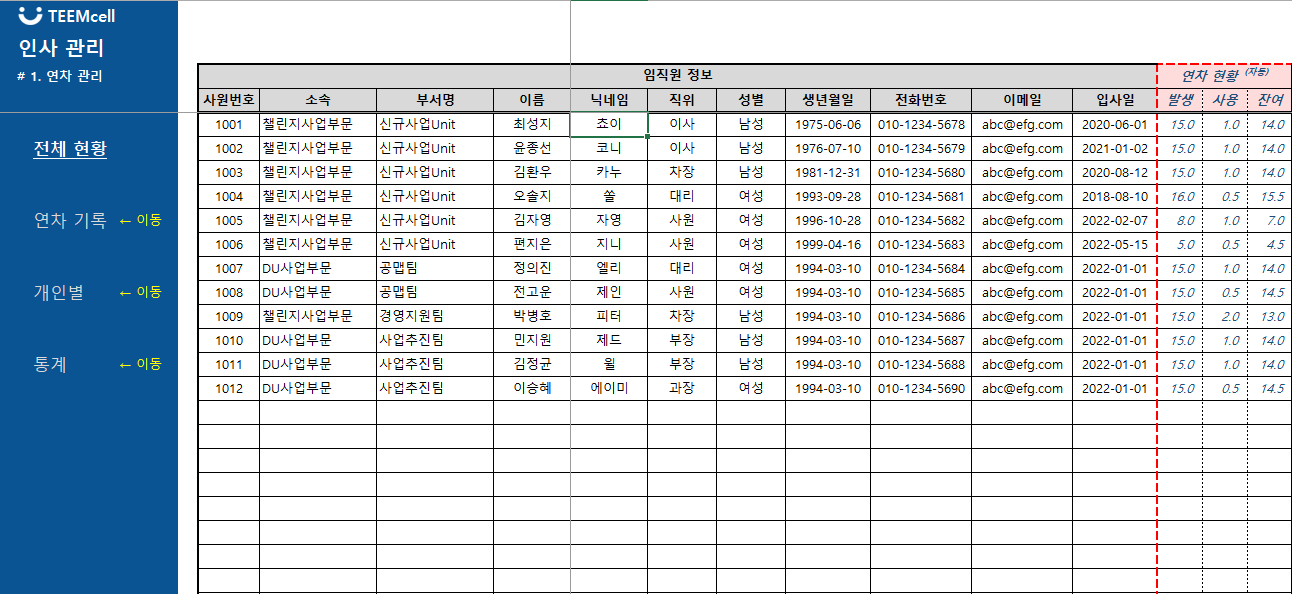 TEEMcell
인사 관리
# 1. 연차 관리
전체 현황
연차 기록 ← 이동
개인별 ← 이동
통계 ← 이동
임직원 정보 연차 현황 (자동)
사원번호 소속 부서명 이름 닉네임 직위 성별 생년월일 전화번호 이메일 입사일 발생 사용 잔여
1001 챌린지사업부문 신규사업Unit 최성지 쵸이 이사 남성 1975-06-06 010-1234-5678 abc@efg.com 2020-06-01 15.0 1.0 14.0
1002 챌린지사업부문 신규사업Unit 윤종선 코니 이사 남성 1976-07-10 010-1234-5679 abc@efg.com 2021-01-02 15.0 1.0 14.0
1003 챌린지사업부문 신규사업Unit 김환우 카누 차장 남성 1981-12-31 010-1234-5680 abc@efg.com 2020-08-12 15.0 1.0 14.0
1004 챌린지사업부문 신규사업Unit 오솔지 쏠 대리 여성 1993-09-28 010-1234-5681 abc@efg.com 2018-08-10 16.0 0.5 15.5
1005 챌린지사업부문 신규사업Unit 김자영 자영 사원 여성 1996-10-28 010-1234-5682 abc@efg.com 2022-02-07 8.0 1.0 7.0
1006 챌린지사업부문 신규사업Unit 편지은 지니 사원 여성 1999-04-16 010-1234-5683 abc@efg.com 2022-05-15 5.0 0.5 4.5
1007 DU사업부문 공맵팀 정의진 엘리 대리 여성 1994-03-10 010-1234-5684 abc@efg.com 2022-01-01 15.0 1.0 14.0
1008 DU사업부문 공맵팀 전고운 제인 사원 여성 1994-03-10 010-1234-5685 abc@efg.com 2022-01-01 15.0 0.5 14.5
1009 챌린지사업부문 경영지원팀 박병호 피터 차장 남성 1994-03-10 010-1234-5686 abc@efg.com 2022-01-01 15.0 2.0 13.0
1010 DU사업부문 사업추진팀 민지원 제드 부장 남성 1994-03-10 010-1234-5687 abc@efg.com 2022-01-01 15.0 1.0 14.0
1011 DU사업부문 사업추진팀 김정균 윌 부장 남성 1994-03-10 010-1234-5688 abc@efg.com 2022-01-01 15.0 1.0 14.0
1012 DU사업부문 사업추진팀 이승혜 에이미 과장 여성 1994-03-10 010-1234-5690 abc@efg.com 2022-01-01 15.0 0.5 14.5